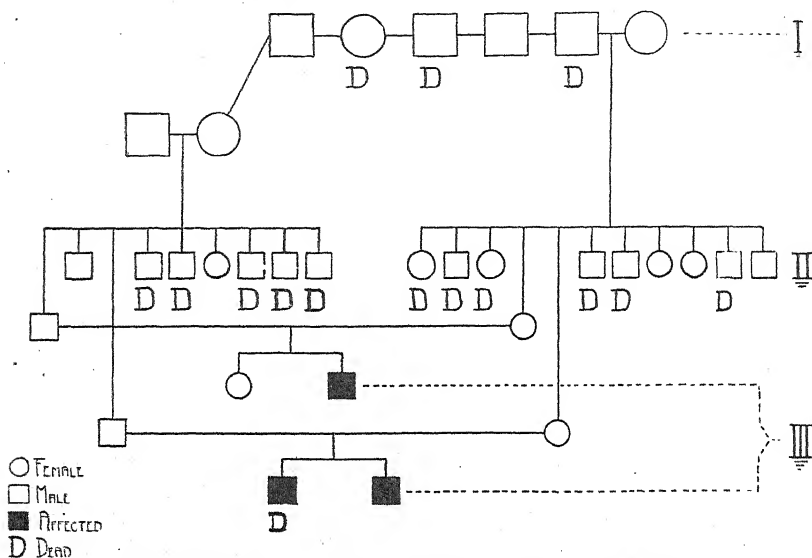 I
D D D
D D D D D D D D D D D II
D III
FEMALE
MALE
AFFECTED
D DEAD